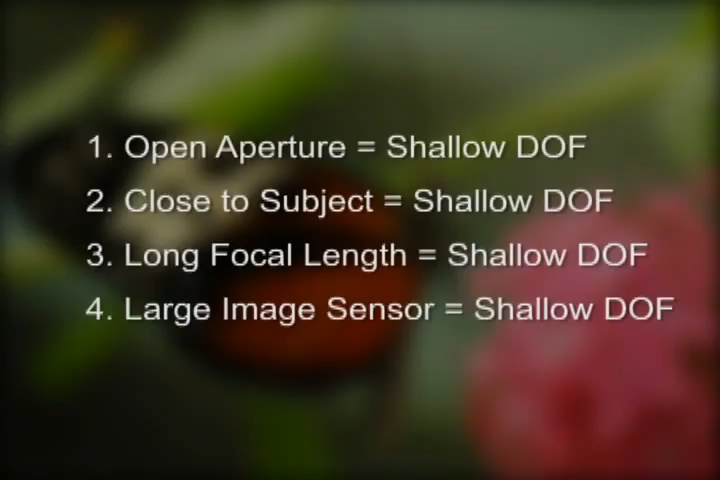 1. Open Aperture = Shallow DOF
2. Close to Subject = Shallow DOF
3. Long Focal Length = Shallow DOF
4. Large Image Sensor = Shallow DOF